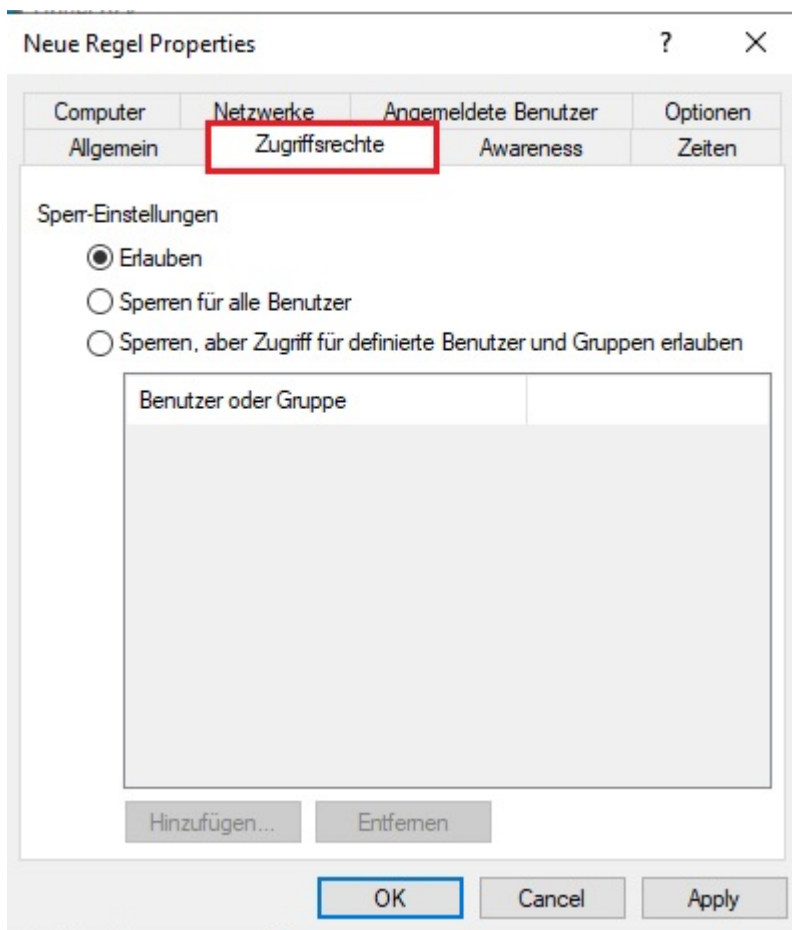 Neue Regel Properties ? ×
Computer Netzwerke Angemeldete Benutzer Optionen
Allgemein Zugriffsrechte Awareness Zeiten
Sperr-Einstellungen
Erlauben
Sperren für alle Benutzer
Sperren, aber Zugriff für definierte Benutzer und Gruppen erlauben
Benutzer oder Gruppe
Hinzufügen... Entfernen
OK Cancel Apply